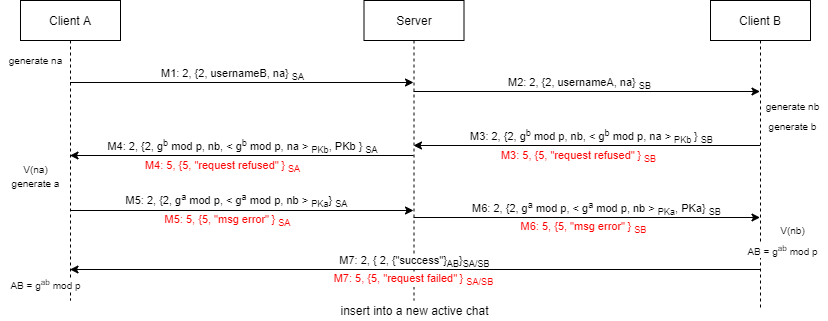 Client A
Server
Client B
generate na
M1: 2, {2, usernameB, na} SA
M2: 2, {2, usernameA, na} SB
generate nb
generate b
M3: 2, {2, g^b mod p, nb, < g^b mod p, na > PKb } SB
M3: 5, {5, "request refused" } SB
M4: 2, {2, g^b mod p, nb, < g^b mod p, na > PKb, PKb } SA
M4: 5, {5, "request refused" } SA
V(na)
generate a
M5: 2, {2, g^a mod p, < g^a mod p, nb > PKa} SA
M5: 5, {5, "msg error" } SA
M6: 2, {2, g^a mod p, < g^a mod p, nb > PKa, PKa} SB
M6: 5, {5, "msg error" } SB
V(nb)
AB = g^ab mod p
M7: 2, { 2, {"success"}AB}SA/SB
M7: 5, {5, "request failed" } SA/SB
AB = g^ab mod p
insert into a new active chat